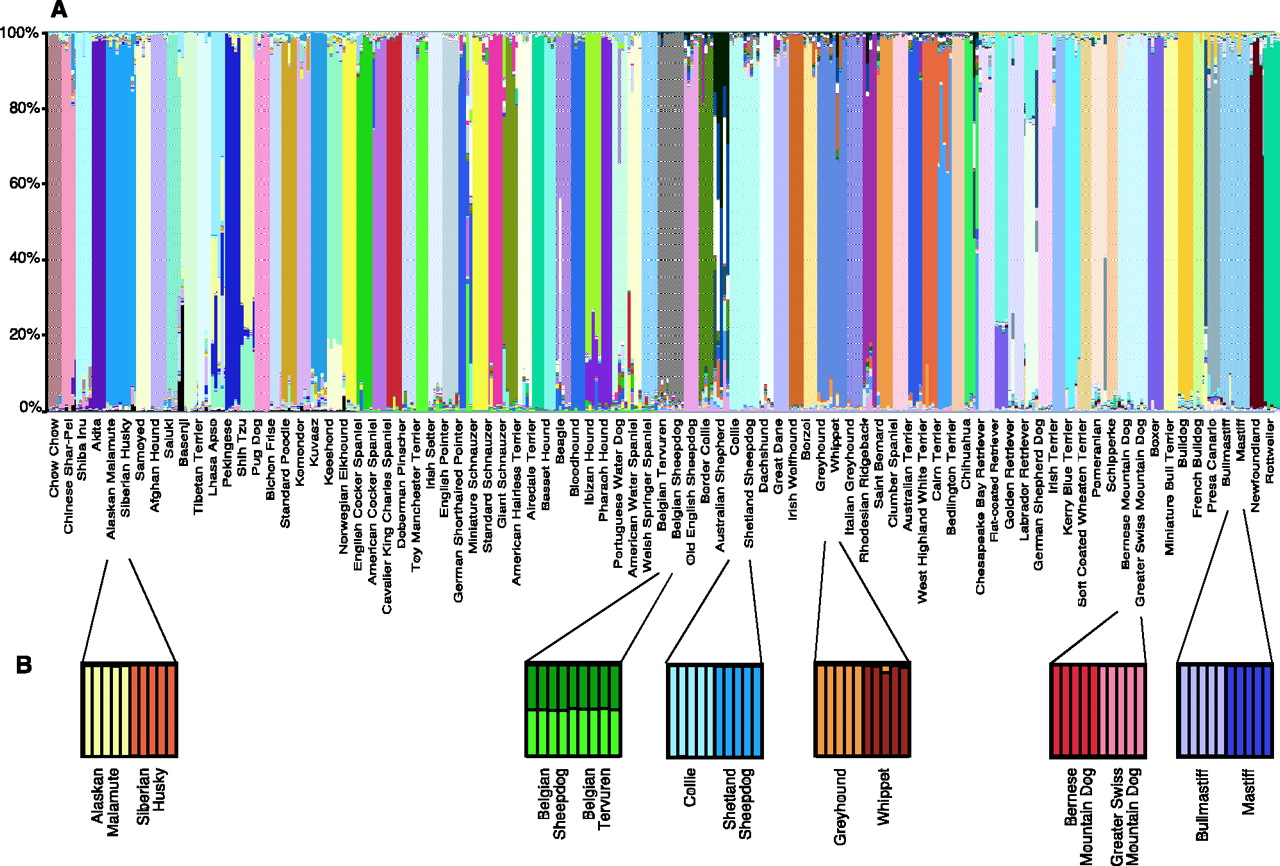 A
100%
80%
60%
40%
20%
0%
Chow Chow
Chinese Shar-Pei
Shiba Inu
Akita
Alaskan Malamute
Siberian Husky
Samoyed
Afghan Hound
Saluki
Basenji
Tibetan Terrier
Lhasa Apso
Pekingese
Shih Tzu
Pug Dog
Bichon Frise
Standard Poodle
Komondor
Kuvasz
Keeshond
Norwegian Elkhound
English Cocker Spaniel
American Cocker Spaniel
Cavalier King Charles Spaniel
Doberman Pinscher
Toy Manchester Terrier
Irish Setter
English Pointer
German Shorthaired Pointer
Miniature Schnauzer
Standard Schnauzer
Giant Schnauzer
American Hairless Terrier
Airedale Terrier
Basset Hound
Beagle
Bloodhound
Ibizan Hound
Pharaoh Hound
Portuguese Water Dog
American Water Spaniel
Welsh Springer Spaniel
Belgian Tervuren
Belgian Sheepdog
Old English Sheepdog
Border Collie
Australian Shepherd
Collie
Shetland Sheepdog
Dachshund
Great Dane
Irish Wolfhound
Borzoi
Greyhound
Whippet
Italian Greyhound
Rhodesian Ridgeback
Saint Bernard
Clumber Spaniel
Australian Terrier
West Highland White Terrier
Cairn Terrier
Bedlington Terrier
Chihuahua
Chesapeake Bay Retriever
Flat-coated Retriever
Golden Retriever
Labrador Retriever
German Shepherd Dog
Irish Terrier
Kerry Blue Terrier
Soft Coated Wheaten Terrier
Pomeranian
Schipperke
Bernese Mountain Dog
Greater Swiss Mountain Dog
Boxer
Miniature Bull Terrier
Bulldog
French Bulldog
Presa Canario
Bullmastiff
Mastiff
Newfoundland
Rottweiler
B
Alaskan
Malamute
Siberian
Husky
Belgian
Sheepdog
Belgian
Tervuren
Collie
Shetland
Sheepdog
Greyhound
Whippet
Bernese
Mountain Dog
Greater Swiss
Mountain Dog
Bullmastiff
Mastiff